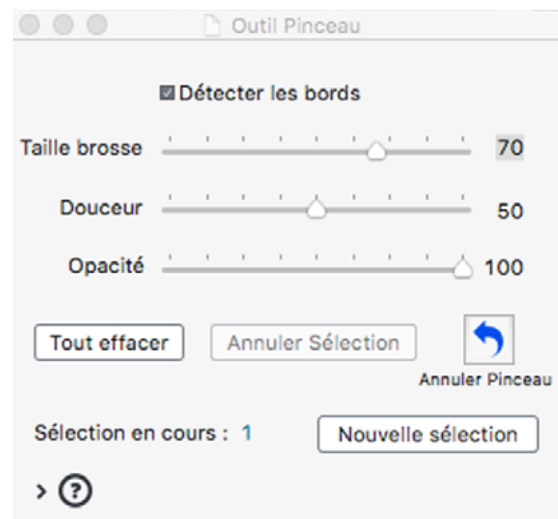 Outil Pinceau
Détecter les bords
Taille brosse 70
Douceur 50
Opacité 100
Tout effacer Annuler Sélection
Annuler Pinceau
Sélection en cours : 1 Nouvelle sélection
> ?